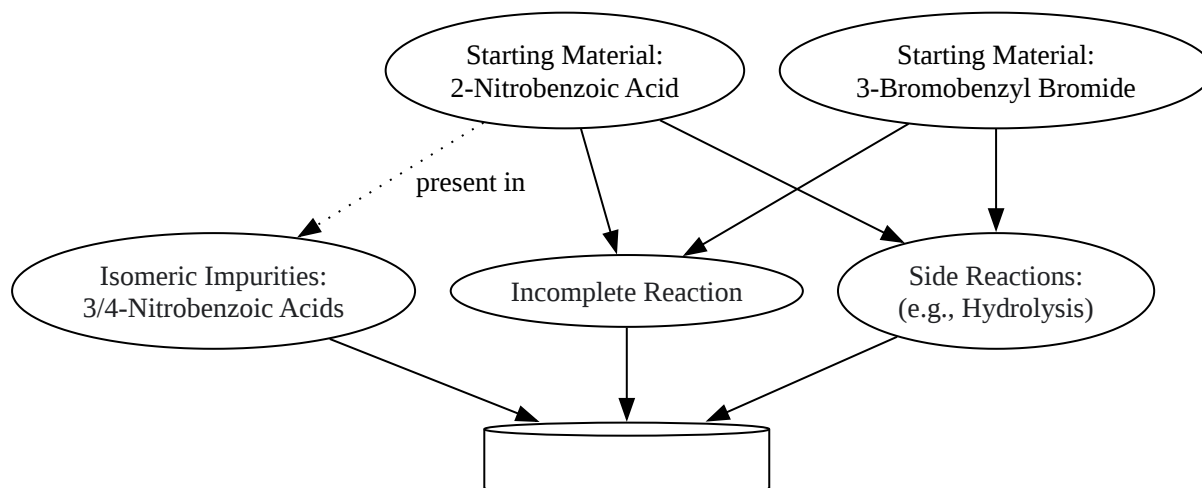 Starting Material:
2-Nitrobenzoic Acid
Starting Material:
3-Bromobenzyl Bromide
present in
Isomeric Impurities:
3/4-Nitrobenzoic Acids
Incomplete Reaction
Side Reactions:
(e.g., Hydrolysis)